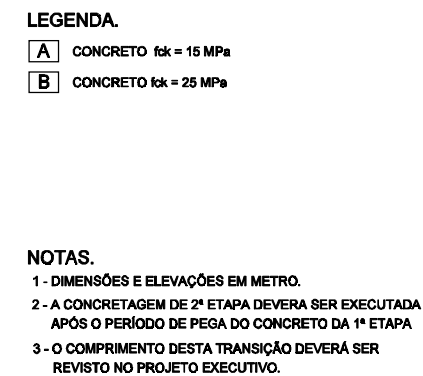 LEGENDA.
A CONCRETO fck = 15 MPa
B CONCRETO fck = 25 MPa
NOTAS.
1 - DIMENSÕES E ELEVAÇÕES EM METRO.
2 - A CONCRETAGEM DE 2ª ETAPA DEVERA SER EXECUTADA
APÓS O PERÍODO DE PEGA DO CONCRETO DA 1ª ETAPA
3 - O COMPRIMENTO DESTA TRANSIÇÃO DEVERÁ SER
REVISTO NO PROJETO EXECUTIVO.